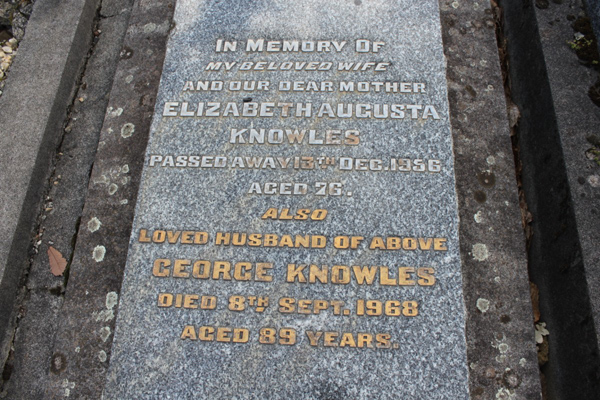 IN MEMORY OF
MY BELOVED WIFE
AND OUR DEAR MOTHER
ELIZABETH AUGUSTA
KNOWLES
PASSED AWAY 13TH DEC. 1956
AGED 76.
ALSO
LOVED HUSBAND OF ABOVE
GEORGE KNOWLES
DIED 8TH SEPT. 1968
AGED 89 YEARS.